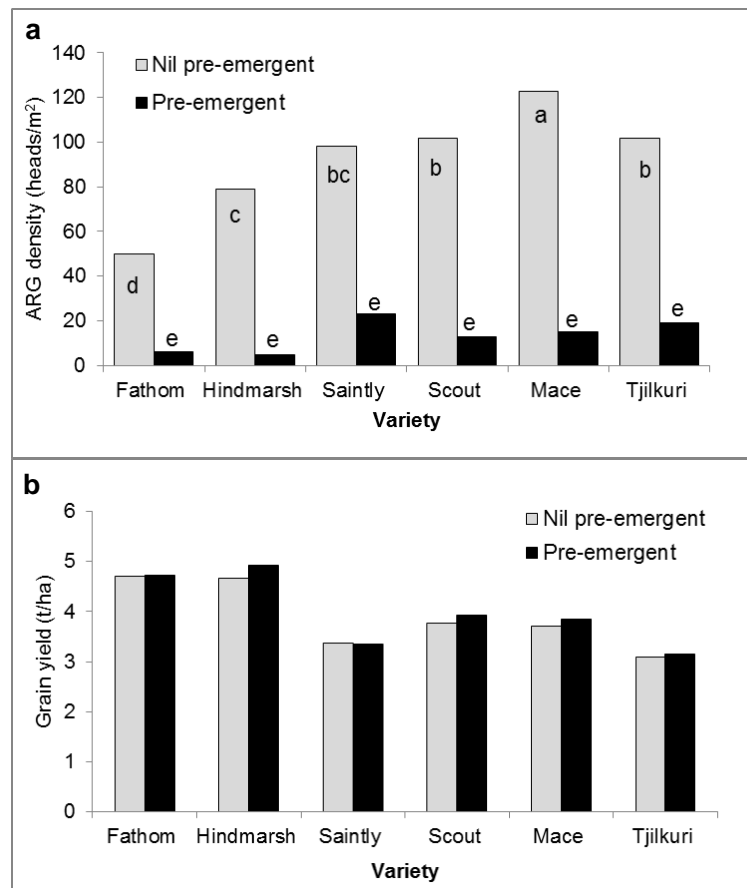 a
140
120
100
80
60
40
20
0
ARG density (heads/m²)
Nil pre-emergent
Pre-emergent
d
e
c
e
bc
e
b
e
a
e
b
e
Fathom Hindmarsh Saintly Scout Mace Tjilkuri
Variety
b
6
5
4
3
2
1
0
Grain yield (t/ha)
Nil pre-emergent
Pre-emergent
Fathom Hindmarsh Saintly Scout Mace Tjilkuri
Variety